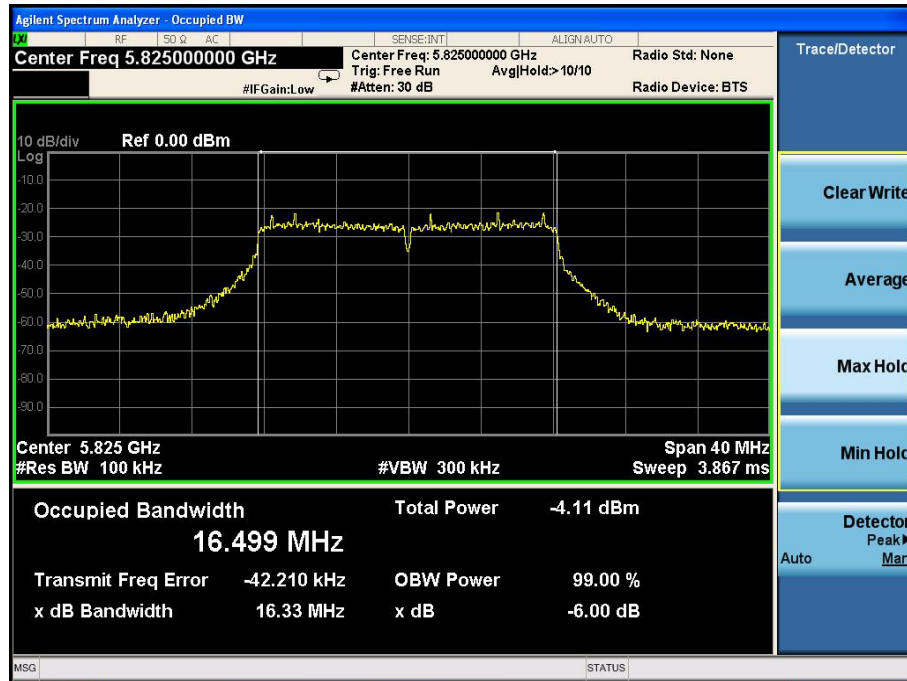 Agilent Spectrum Analyzer - Occupied BW
LXI RF 50 Ω AC SENSE:INT ALIGN AUTO
Center Freq 5.825000000 GHz
Center Freq: 5.825000000 GHz
Radio Std: None
Trig: Free Run Avg|Hold:>10/10
#IFGain:Low #Atten: 30 dB Radio Device: BTS
10 dB/div Ref 0.00 dBm
Log
-10.0
-20.0
-30.0
-40.0
-50.0
-60.0
-70.0
-80.0
-90.0
Center 5.825 GHz Span 40 MHz
#Res BW 100 kHz #VBW 300 kHz Sweep 3.867 ms
Occupied Bandwidth Total Power -4.11 dBm
16.499 MHz
Transmit Freq Error -42.210 kHz OBW Power 99.00 %
x dB Bandwidth 16.33 MHz x dB -6.00 dB
MSG STATUS
Trace/Detector
Clear Write
Average
Max Hold
Min Hold
Detector
Peak
Auto Man